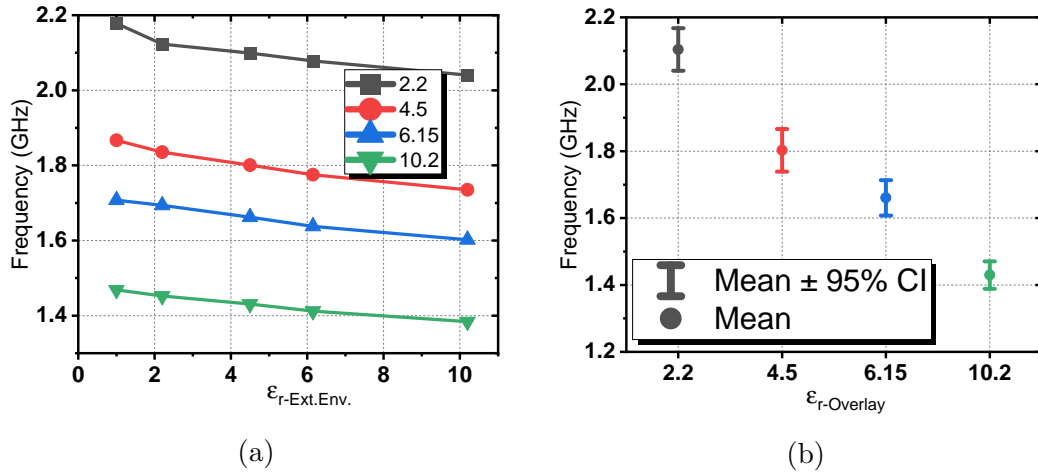 2.2
2.0
1.8
1.6
1.4
Frequency (GHz)
0 2 4 6 8 10
εr-Ext.Env.
2.2
4.5
6.15
10.2
(a)
2.2
2.0
1.8
1.6
1.4
1.2
Frequency (GHz)
Mean ± 95% CI
Mean
2.2 4.5 6.15 10.2
εr-Overlay
(b)